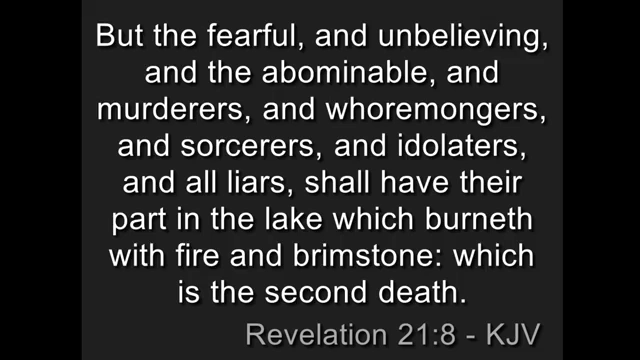 But the fearful, and unbelieving,
and the abominable, and
murderers, and whoremongers,
and sorcerers, and idolaters,
and all liars, shall have their
part in the lake which burneth
with fire and brimstone: which
is the second death.
Revelation 21:8 - KJV